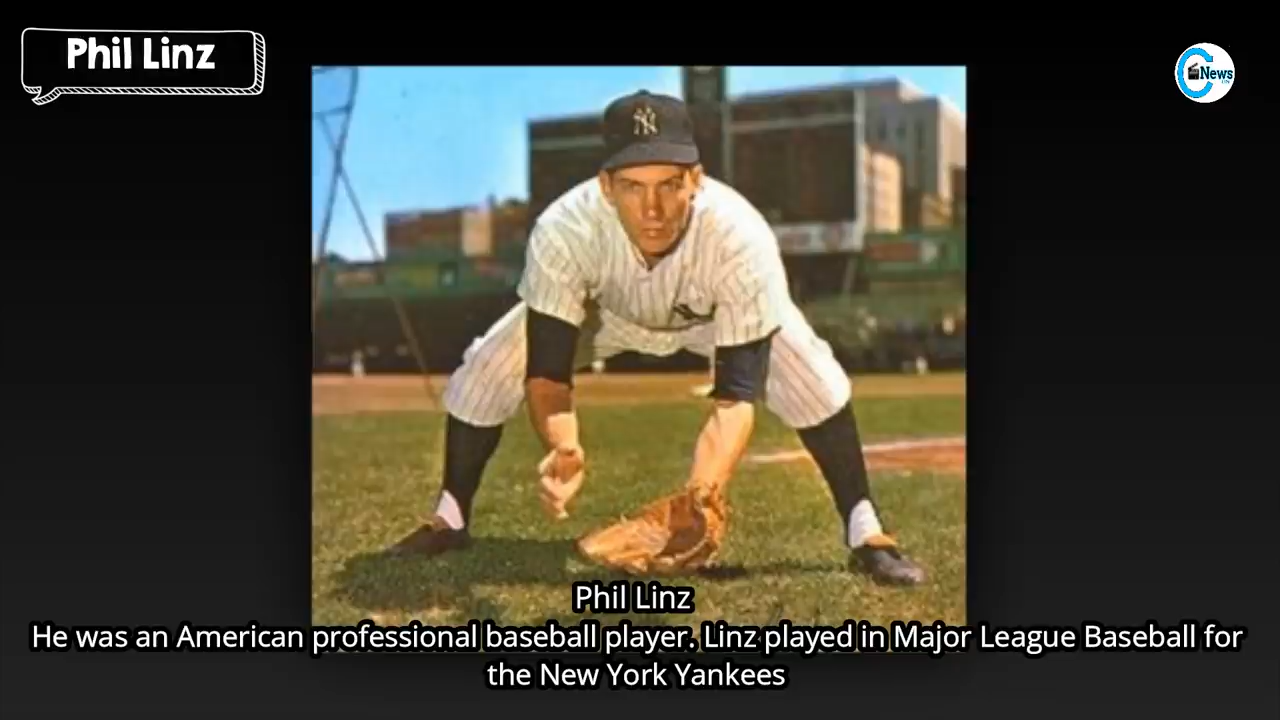 Phil Linz
C News
NY
Phil Linz
He was an American professional baseball player. Linz played in Major League Baseball for
the New York Yankees